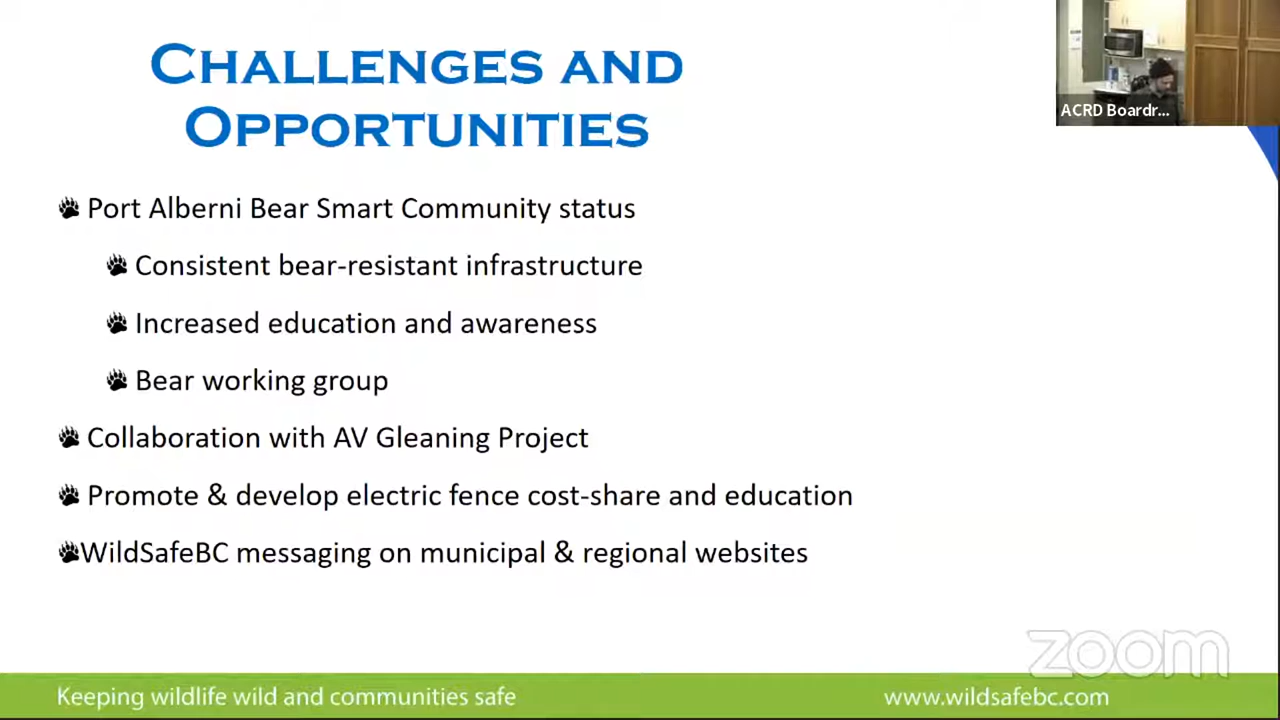 CHALLENGES AND
OPPORTUNITIES
ACRD Boardr...
Port Alberni Bear Smart Community status
Consistent bear-resistant infrastructure
Increased education and awareness
Bear working group
Collaboration with AV Gleaning Project
Promote & develop electric fence cost-share and education
WildSafeBC messaging on municipal & regional websites
zoom
Keeping wildlife wild and communities safe
www.wildsafebc.com